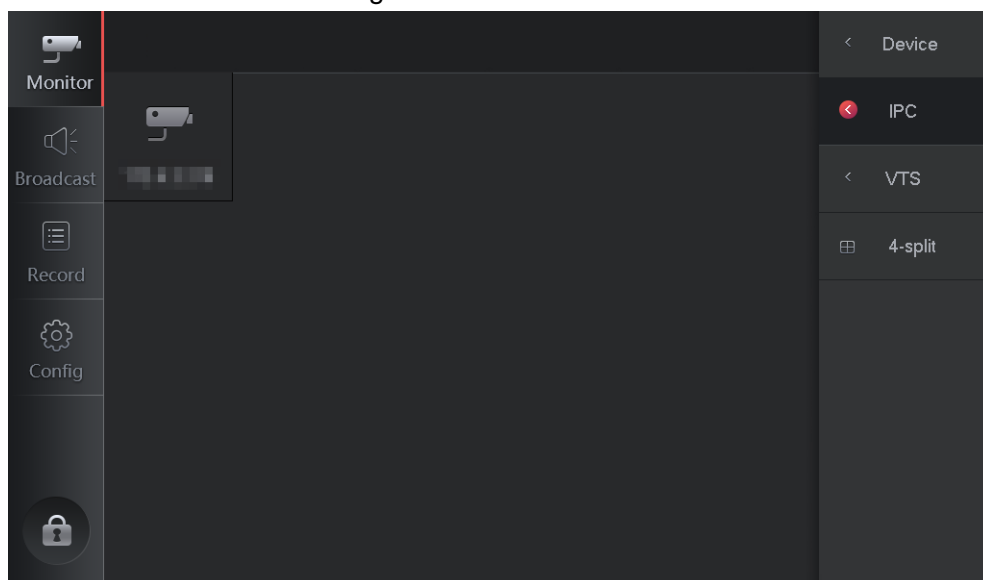 Monitor
Broadcast
Record
Config
Device
IPC
VTS
4-split